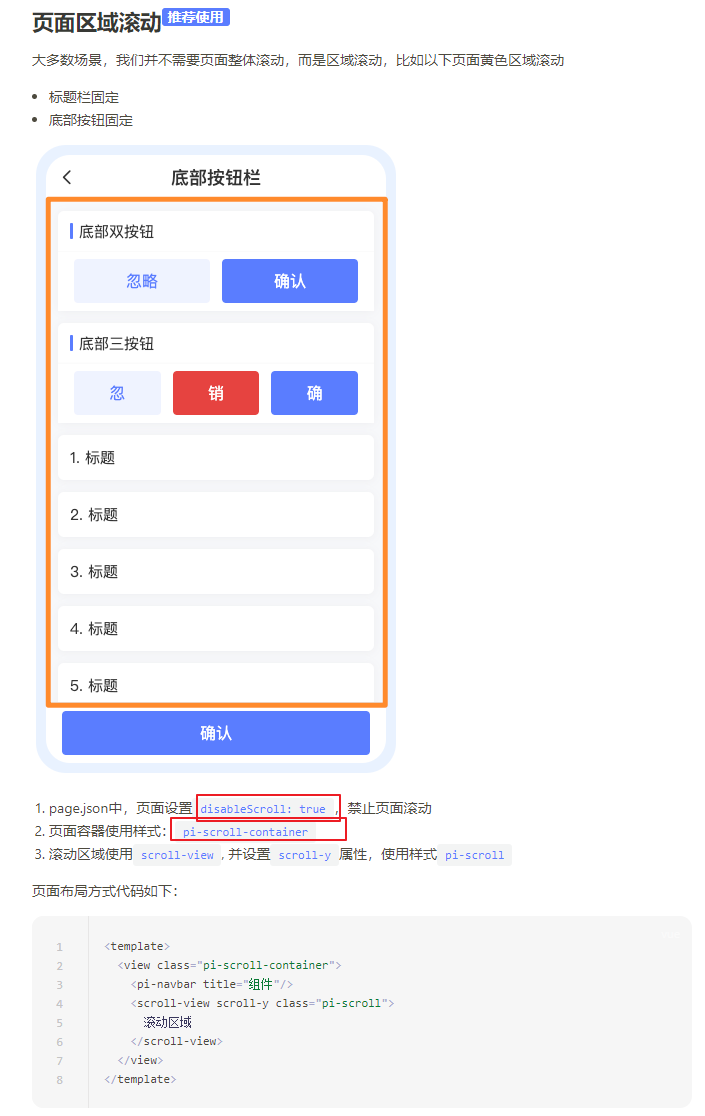 页面区域滚动 推荐使用
大多数场景，我们并不需要页面整体滚动，而是区域滚动，比如以下页面黄色区域滚动
• 标题栏固定
• 底部按钮固定
底部按钮栏
底部双按钮
忽略 确认
底部三按钮
忽 销 确
1. 标题
2. 标题
3. 标题
4. 标题
5. 标题
确认
1. page.json中，页面设置 disableScroll: true ，禁止页面滚动
2. 页面容器使用样式： pi-scroll-container
3. 滚动区域使用 scroll-view , 并设置 scroll-y 属性，使用样式 pi-scroll
页面布局方式代码如下：
1 <template>
2 <view class="pi-scroll-container">
3 <pi-navbar title="组件"/>
4 <scroll-view scroll-y class="pi-scroll">
5 滚动区域
6 </scroll-view>
7 </view>
8 </template>